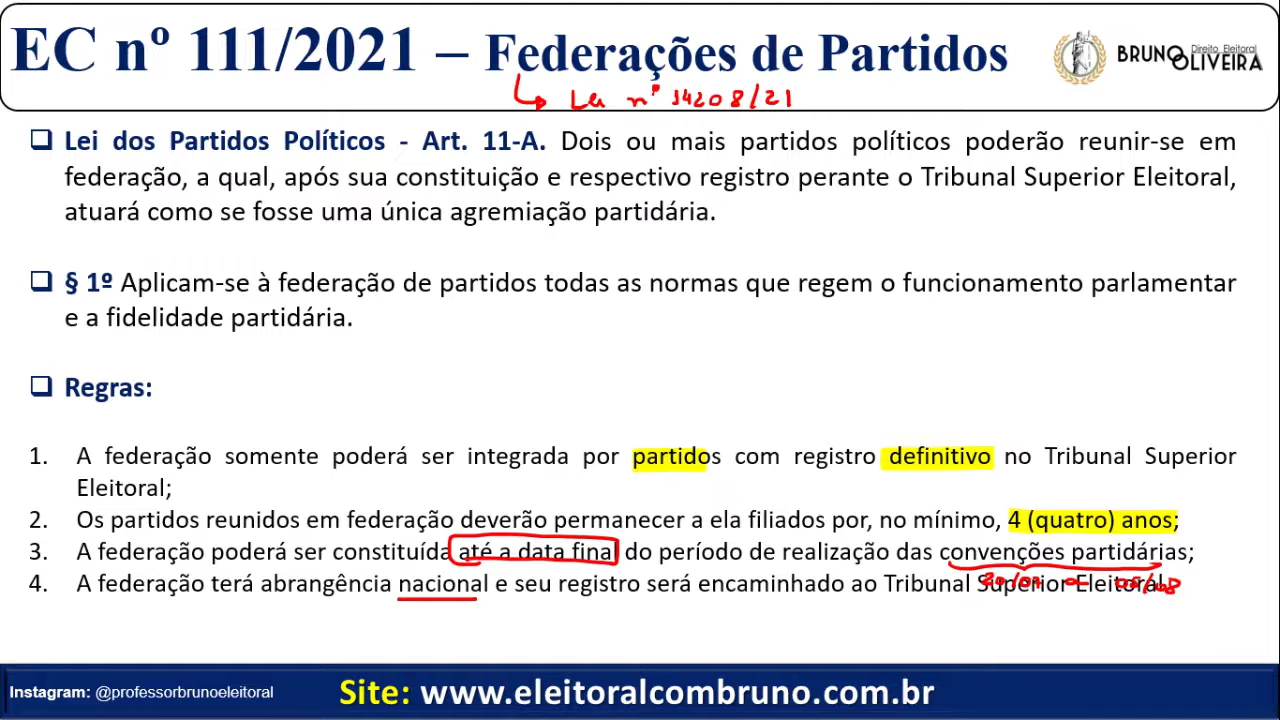 EC nº 111/2021 – Federações de Partidos
Direito Eleitoral
BRUNO
OLIVEIRA
Lei nº 14208/21
❑ Lei dos Partidos Políticos - Art. 11-A. Dois ou mais partidos políticos poderão reunir-se em
federação, a qual, após sua constituição e respectivo registro perante o Tribunal Superior Eleitoral,
atuará como se fosse uma única agremiação partidária.
❑ § 1º Aplicam-se à federação de partidos todas as normas que regem o funcionamento parlamentar
e a fidelidade partidária.
❑ Regras:
1. A federação somente poderá ser integrada por partidos com registro definitivo no Tribunal Superior
Eleitoral;
2. Os partidos reunidos em federação deverão permanecer a ela filiados por, no mínimo, 4 (quatro) anos;
3. A federação poderá ser constituída até a data final do período de realização das convenções partidárias;
4. A federação terá abrangência nacional e seu registro será encaminhado ao Tribunal Superior Eleitoral
20/07 a 05/08
Instagram: @professorbrunoeleitoral
Site: www.eleitoralcombruno.com.br